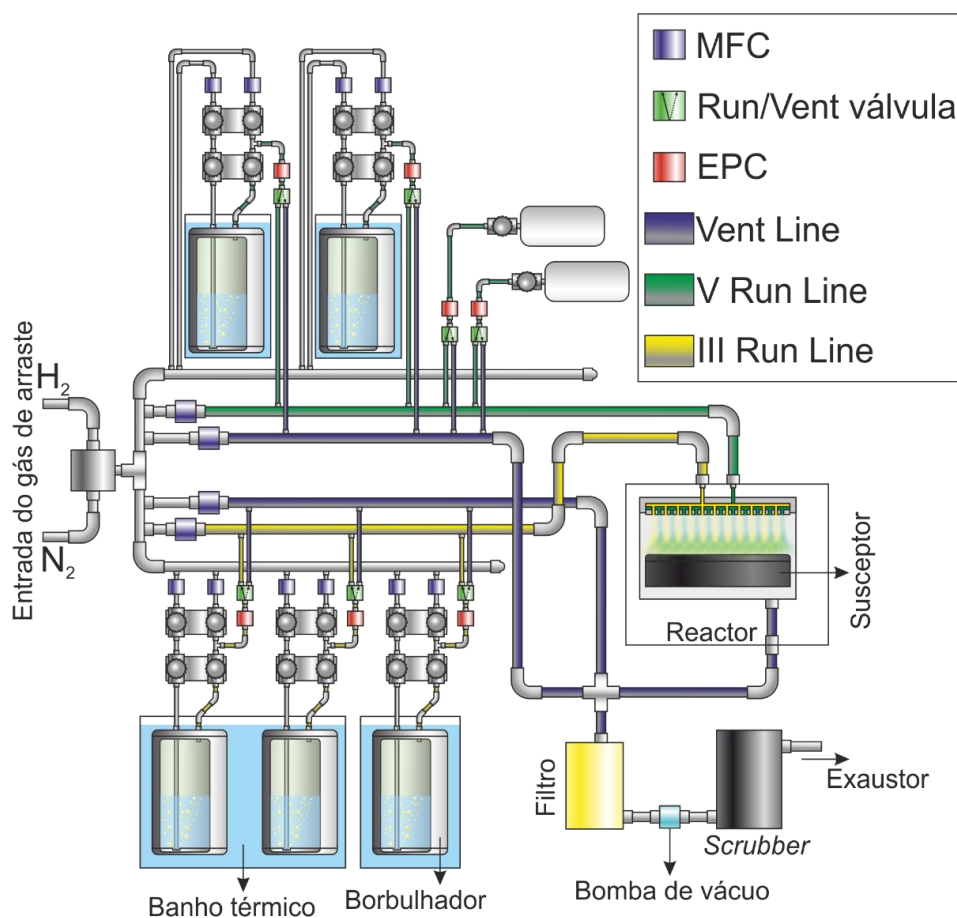 MFC
Run/Vent válvula
EPC
Vent Line
V Run Line
III Run Line
Entrada do gás de arraste
H2
N2
Reactor
Susceptor
Filtro
Scrubber
Exaustor
Bomba de vácuo
Banho térmico
Borbulhador